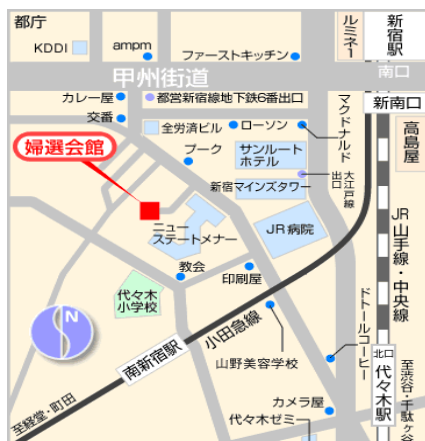 都庁
KDDI
ampm
ファーストキッチン
ルミネ1
新宿駅
南口
甲州街道
カレー屋
都営新宿線地下鉄6番出口
マクドナルド
新南口
交番
全労済ビル
ローソン
高島屋
婦選会館
プーク
サンルート
ホテル
新宿マインズタワー
大江戸線
出口
ニュー
ステートメナー
JR病院
JR
山手線・中央線
教会
印刷屋
代々木
小学校
N
小田急線
南新宿駅
山野美容学校
ドトールコーヒー
北口
代々木駅
至渋谷・千駄ヶ谷
カメラ屋
代々木ゼミ
至経堂・町田